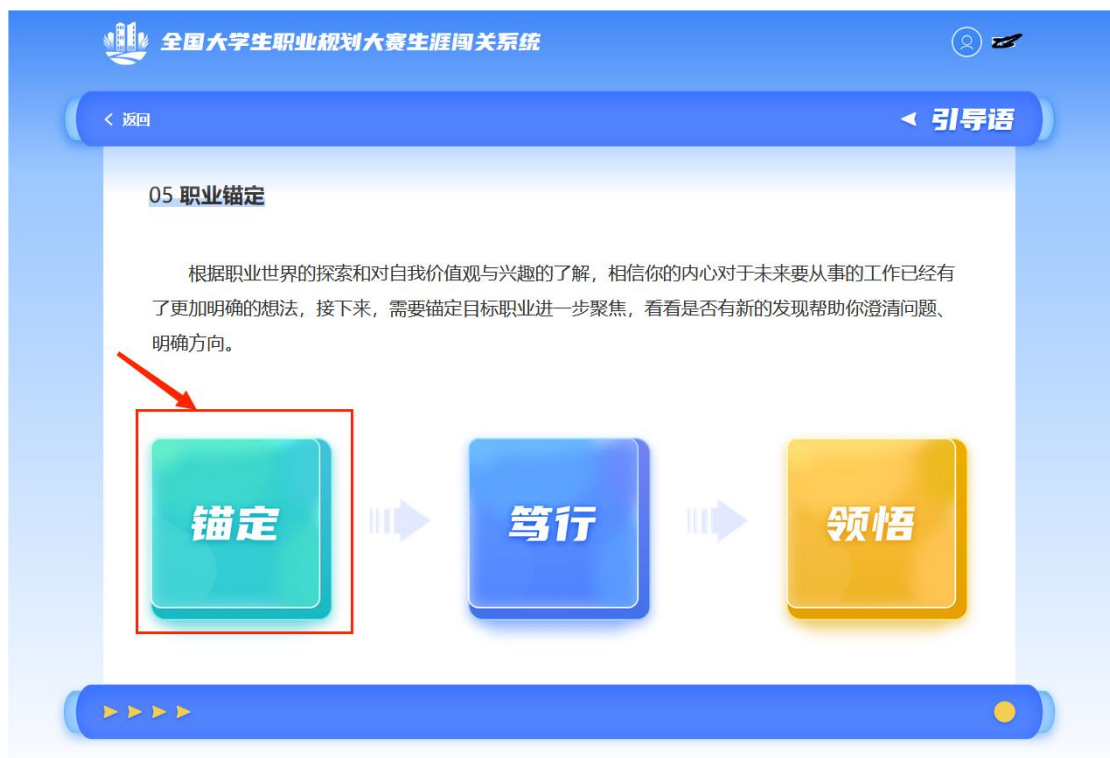 全国大学生职业规划大赛生涯闯关系统
返回
引导语
05 职业锚定
根据职业世界的探索和对自我价值观与兴趣的了解，相信你的内心对于未来要从事的工作已经有
了更加明确的想法，接下来，需要锚定目标职业进一步聚焦，看看是否有新的发现帮助你澄清问题、
明确方向。
锚定
笃行
领悟